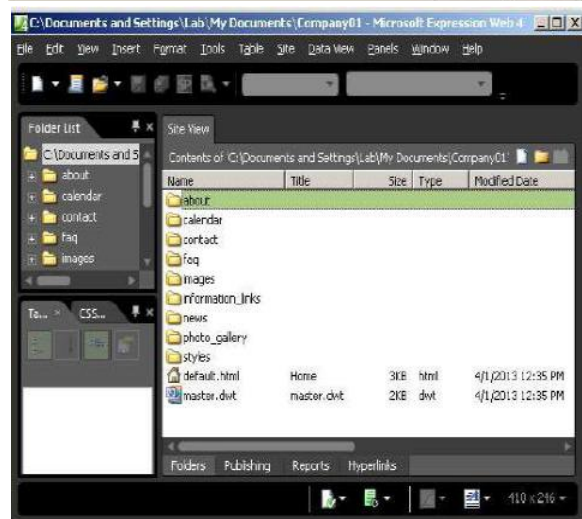 C:\Documents and Settings\Lab\My Documents\Company01 - Microsoft Expression Web 4
File Edit View Insert Format Tools Table Site Data View Panels Window Help
Folder List
Site View
C:\Documents and S
Contents of 'C:\Documents and Settings\Lab\My Documents\Company01'
Name Title Size Type Modified Date
about
calendar
contact
faq
images
about
calendar
contact
faq
images
information_links
news
photo_gallery
styles
default.html Home 3KB html 4/1/2013 12:35 PM
master.dwt master.dwt 2KB dwt 4/1/2013 12:35 PM
Ta... CSS...
Folders Publishing Reports Hyperlinks
410 x 246